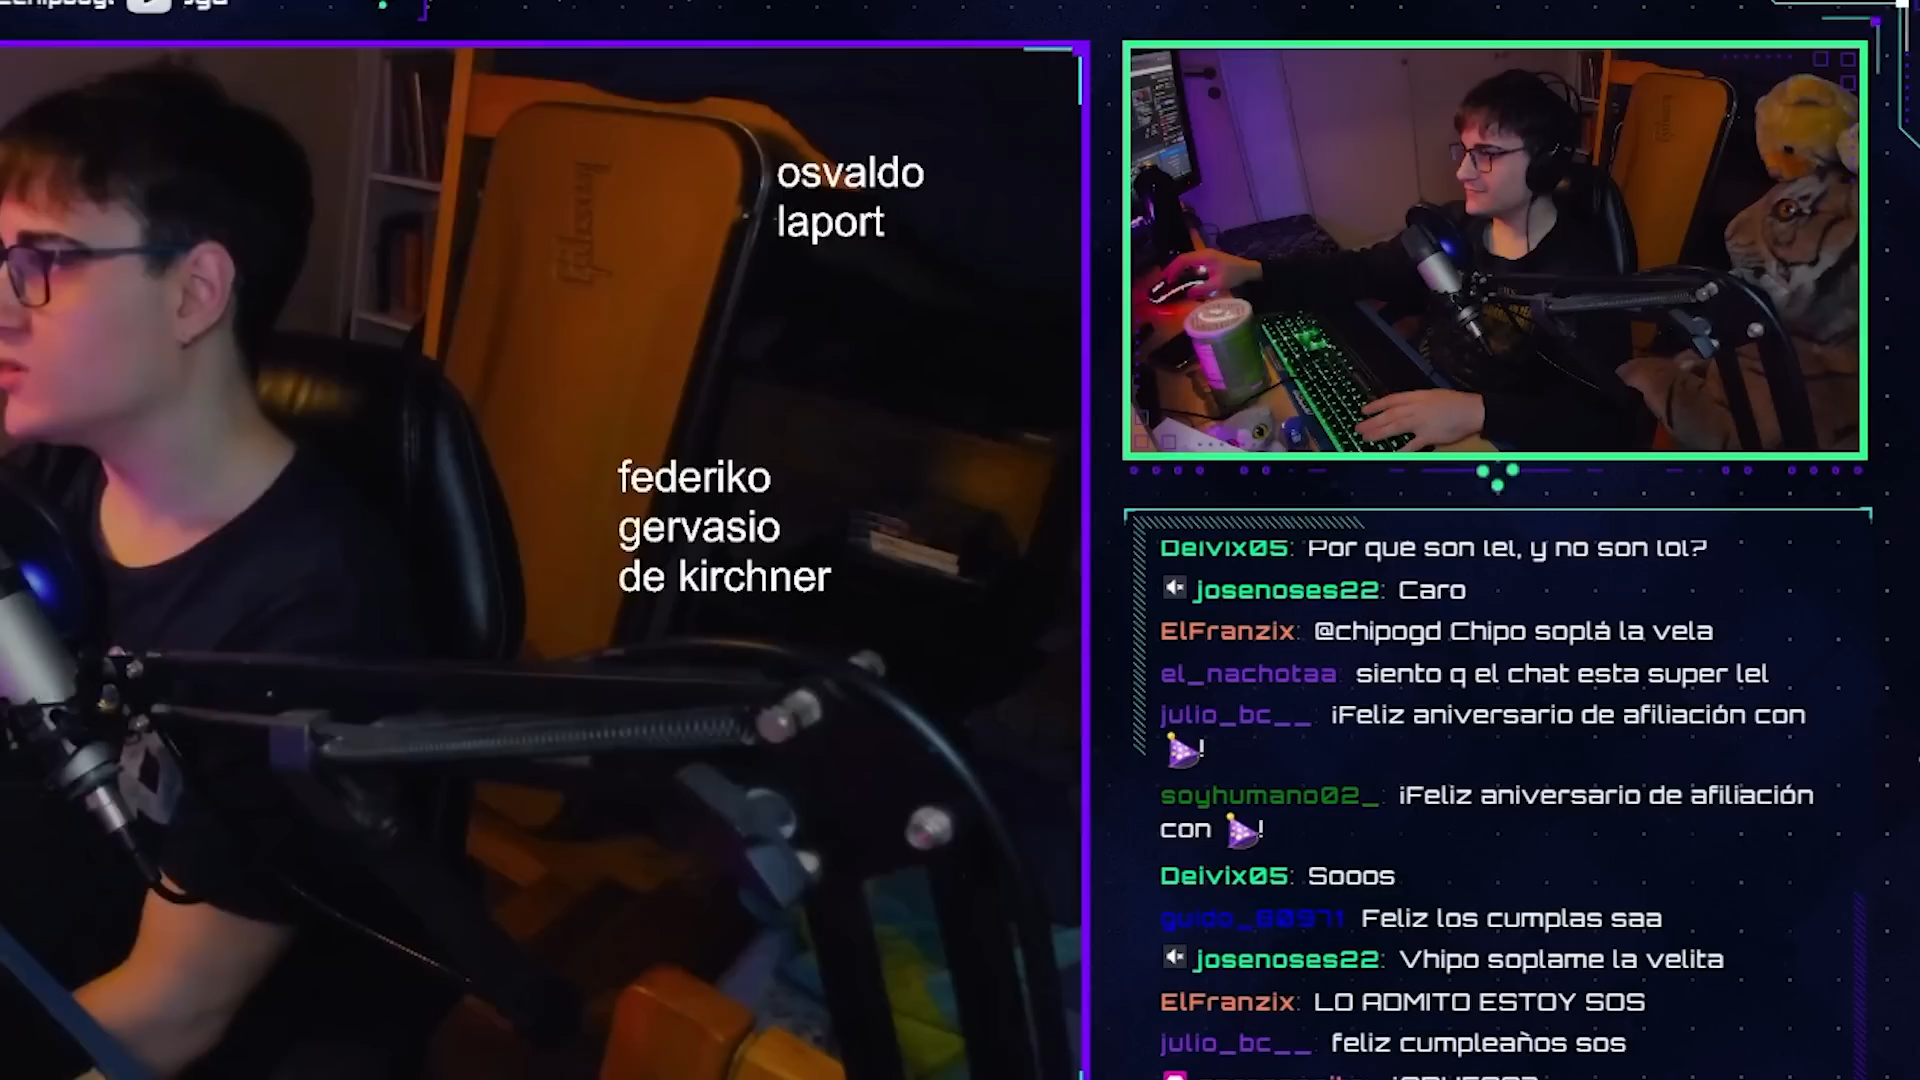 osvaldo
laport
federiko
gervasio
de kirchner
Deivix05: Por que son lel, y no son lol?
josenoses22: Caro
ElFranzix: @chipogd Chipo soplá la vela
el_nachotaa: siento q el chat esta super lel
julio_bc__: ¡Feliz aniversario de afiliación con
!
soyhumano02_: ¡Feliz aniversario de afiliación
con !
Deivix05: Sooos
guido_80971: Feliz los cumplas saa
josenoses22: Vhipo soplame la velita
ElFranzix: LO ADMITO ESTOY SOS
julio_bc__: feliz cumpleaños sos